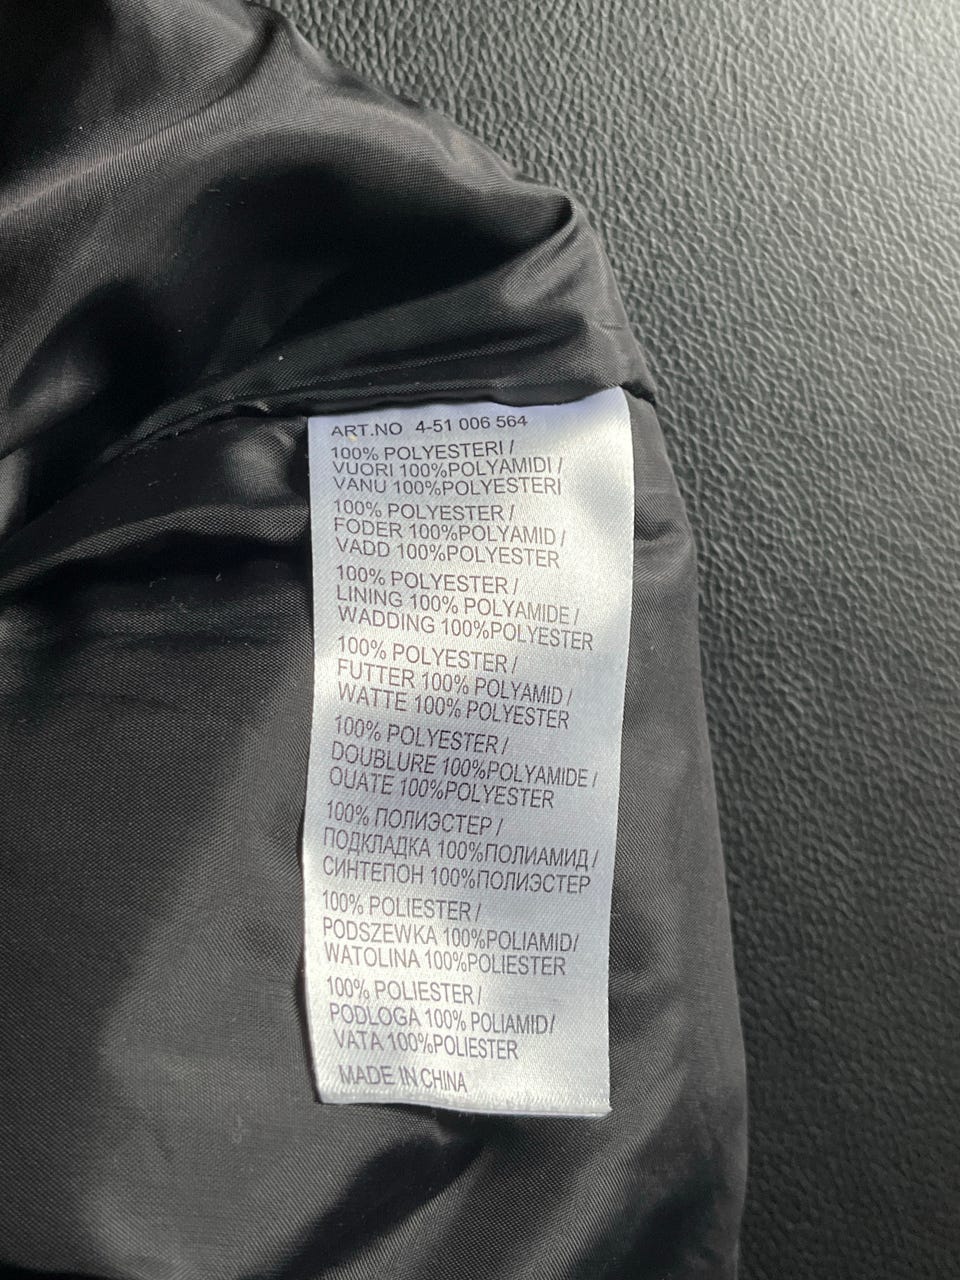 ART.NO 4-51 006 564
100% POLYESTERI /
VUORI 100%POLYAMIDI /
VANU 100%POLYESTERI
100% POLYESTER /
FODER 100%POLYAMID /
VADD 100%POLYESTER
100% POLYESTER /
LINING 100% POLYAMIDE /
WADDING 100%POLYESTER
100% POLYESTER /
FUTTER 100% POLYAMID /
WATTE 100% POLYESTER
100% POLYESTER /
DOUBLURE 100%POLYAMIDE /
OUATE 100%POLYESTER
100% ПОЛИЭСТЕР /
ПОДКЛАДКА 100%ПОЛИАМИД /
СИНТЕПОН 100%ПОЛИЭСТЕР
100% POLIESTER /
PODSZEWKA 100%POLIAMID/
WATOLINA 100%POLIESTER
100% POLIESTER /
PODLOGA 100% POLIAMID/
VATA 100%POLIESTER
MADE IN CHINA